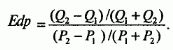 Edp = (Q₂ - Q₁)/(Q₁ + Q₂)
(P₂ - P₁)/(P₁ + P₂).